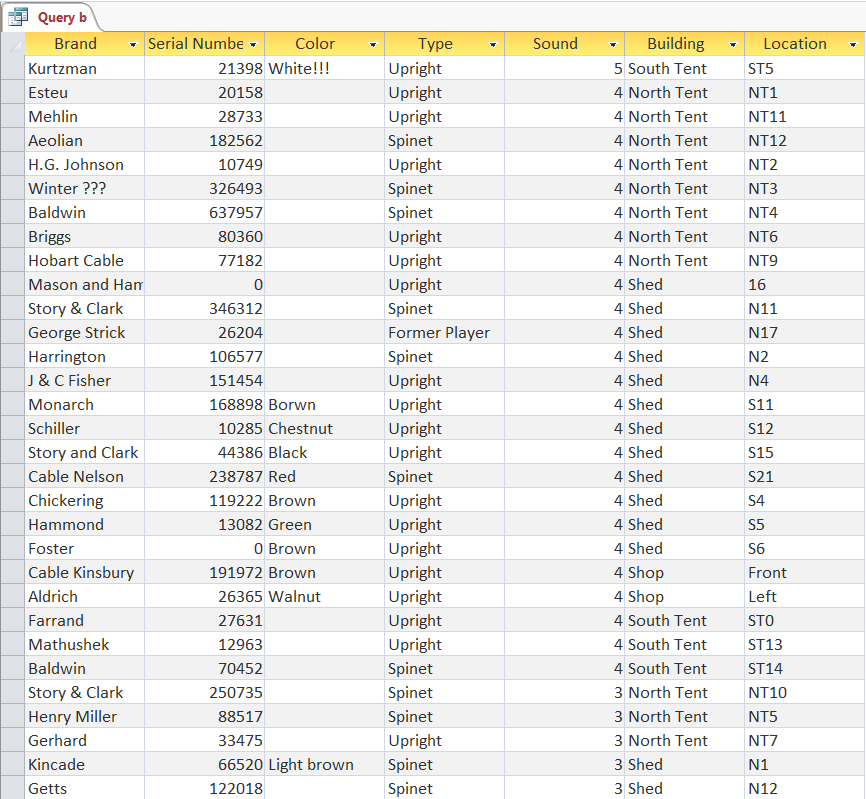 Query b
Brand Serial Numbe Color Type Sound Building Location
Kurtzman 21398 White!!! Upright 5 South Tent ST5
Esteu 20158 Upright 4 North Tent NT1
Mehlin 28733 Upright 4 North Tent NT11
Aeolian 182562 Spinet 4 North Tent NT12
H.G. Johnson 10749 Upright 4 North Tent NT2
Winter ??? 326493 Spinet 4 North Tent NT3
Baldwin 637957 Spinet 4 North Tent NT4
Briggs 80360 Upright 4 North Tent NT6
Hobart Cable 77182 Upright 4 North Tent NT9
Mason and Ham 0 Upright 4 Shed 16
Story & Clark 346312 Spinet 4 Shed N11
George Strick 26204 Former Player 4 Shed N17
Harrington 106577 Spinet 4 Shed N2
J & C Fisher 151454 Upright 4 Shed N4
Monarch 168898 Borwn Upright 4 Shed S11
Schiller 10285 Chestnut Upright 4 Shed S12
Story and Clark 44386 Black Upright 4 Shed S15
Cable Nelson 238787 Red Spinet 4 Shed S21
Chickering 119222 Brown Upright 4 Shed S4
Hammond 13082 Green Upright 4 Shed S5
Foster 0 Brown Upright 4 Shed S6
Cable Kinsbury 191972 Brown Upright 4 Shop Front
Aldrich 26365 Walnut Upright 4 Shop Left
Farrand 27631 Upright 4 South Tent ST0
Mathushek 12963 Upright 4 South Tent ST13
Baldwin 70452 Spinet 4 South Tent ST14
Story & Clark 250735 Spinet 3 North Tent NT10
Henry Miller 88517 Spinet 3 North Tent NT5
Gerhard 33475 Upright 3 North Tent NT7
Kincade 66520 Light brown Spinet 3 Shed N1
Getts 122018 Spinet 3 Shed N12